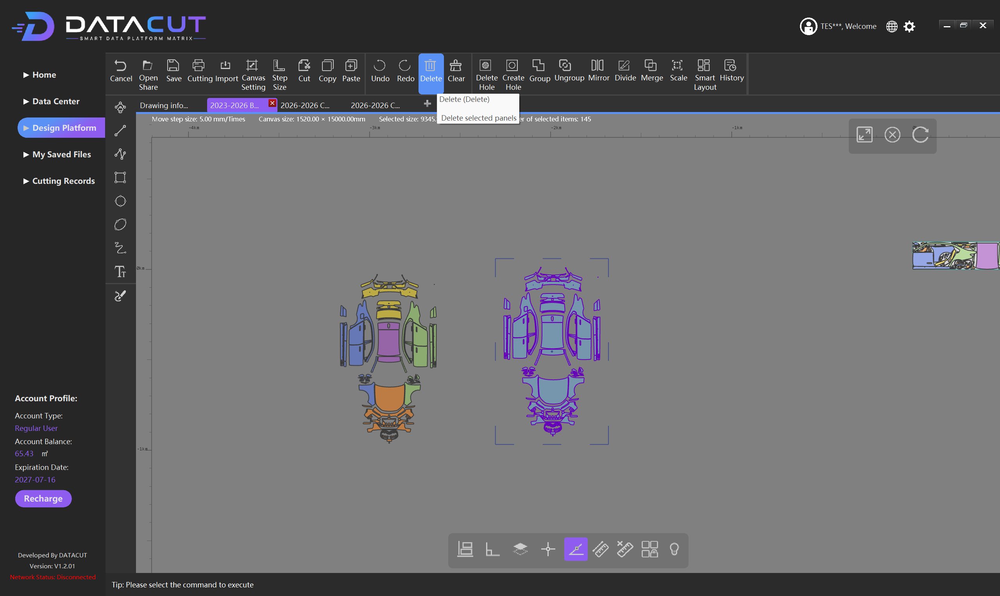 DATACUT
SMART DATA PLATFORM MATRIX
TES***, Welcome
Home
Data Center
Design Platform
My Saved Files
Cutting Records
Cancel
Open Share
Save
Cutting
Import
Canvas Setting
Step Size
Cut
Copy
Paste
Undo
Redo
Delete
Clear
Delete Hole
Create Hole
Group
Ungroup
Mirror
Divide
Merge
Scale
Smart Layout
History
Drawing info...
2023-2026 B...
2026-2026 C...
2026-2026 C...
Delete (Delete)
Delete selected panels
Move step size: 5.00 mm/Times
Canvas size: 1520.00 × 15000.00mm
Selected size: 9345.
er of selected items: 145
-4km
-3km
-2km
-1km
0km
0km
-1km
Account Profile:
Account Type:
Regular User
Account Balance:
65.43 ㎡
Expiration Date:
2027-07-16
Recharge
Developed By DATACUT
Version: V1.2.01
Network Status: Disconnected
Tip: Please select the command to execute